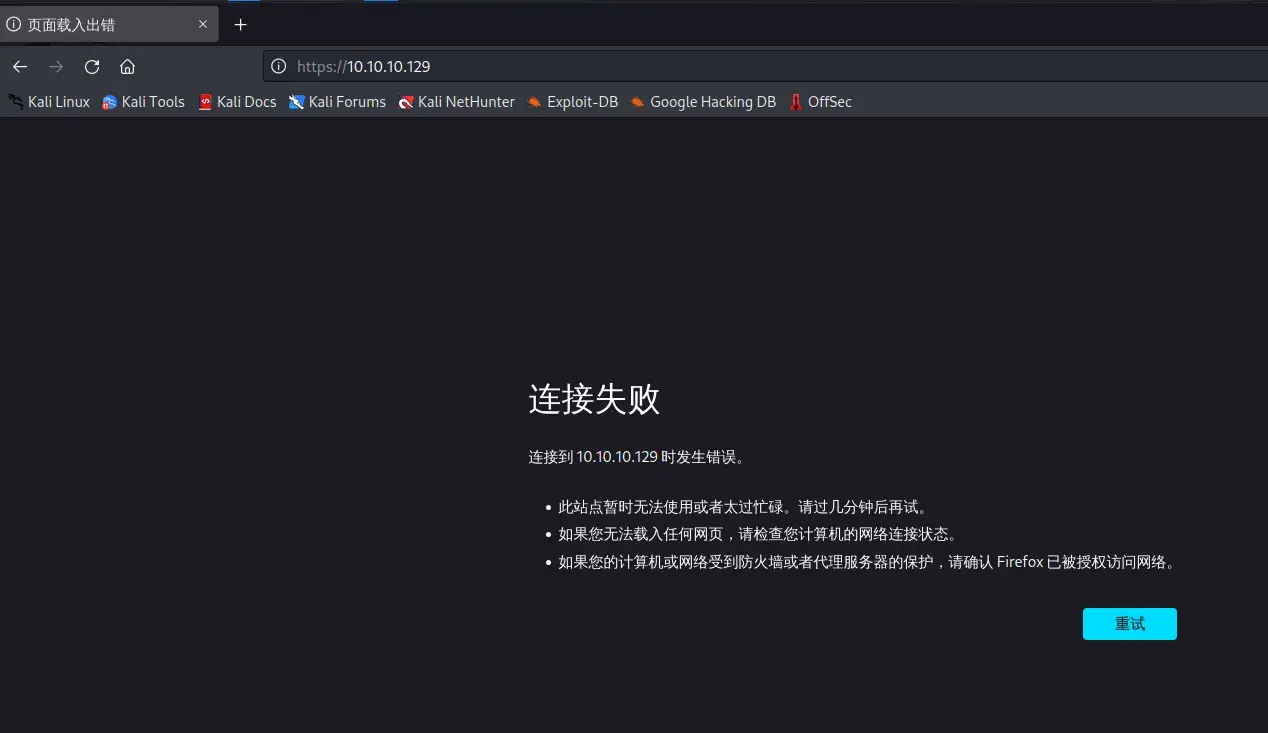 页面载入出错
https://10.10.10.129
Kali Linux Kali Tools Kali Docs Kali Forums Kali NetHunter Exploit-DB Google Hacking DB OffSec
连接失败
连接到 10.10.10.129 时发生错误。
此站点暂时无法使用或者太过忙碌。请过几分钟后再试。
如果您无法载入任何网页，请检查您计算机的网络连接状态。
如果您的计算机或网络受到防火墙或者代理服务器的保护，请确认 Firefox 已被授权访问网络。
重试